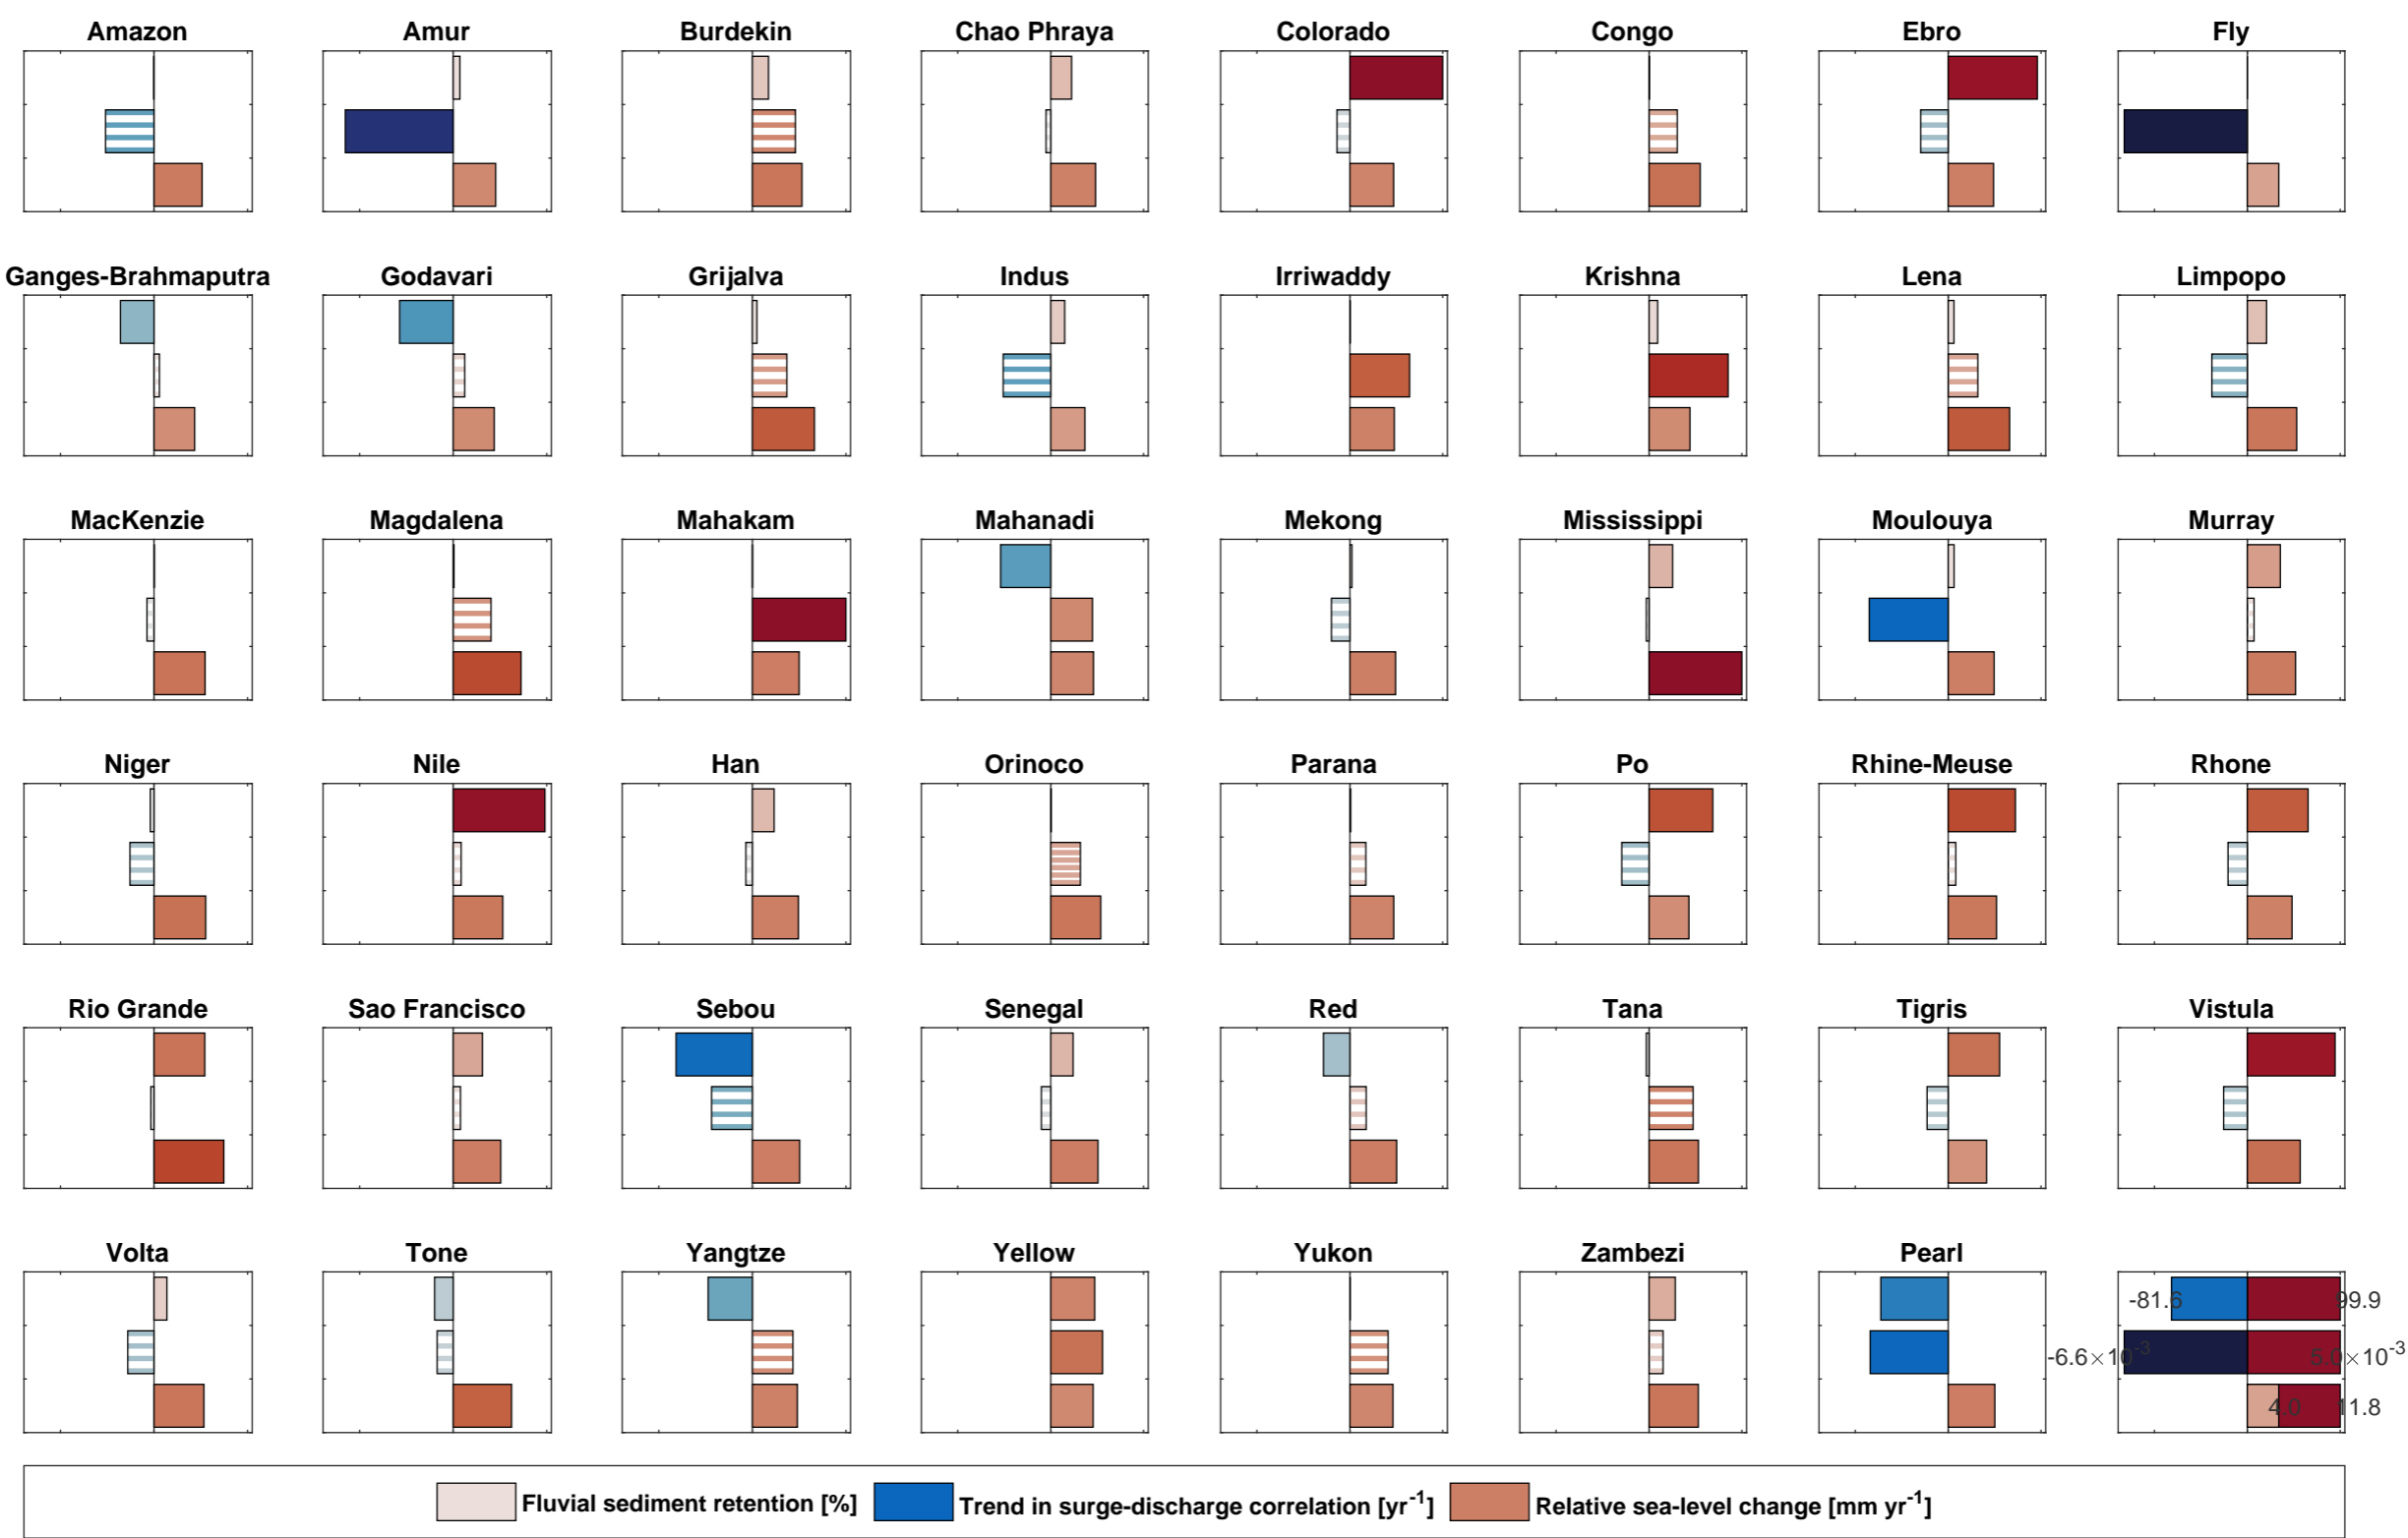 Amazon Amur Burdekin Chao Phraya Colorado Congo Ebro Fly
Ganges-Brahmaputra Godavari Grijalva Indus Irriwaddy Krishna Lena Limpopo
MacKenzie Magdalena Mahakam Mahanadi Mekong Mississippi Moulouya Murray
Niger Nile Han Orinoco Parana Po Rhine-Meuse Rhone
Rio Grande Sao Francisco Sebou Senegal Red Tana Tigris Vistula
Volta Tone Yangtze Yellow Yukon Zambezi Pearl
-81.6 99.9
-6.6×10⁻³ 5.0×10⁻³
4.0 11.8
Fluvial sediment retention [%] Trend in surge-discharge correlation [yr⁻¹] Relative sea-level change [mm yr⁻¹]